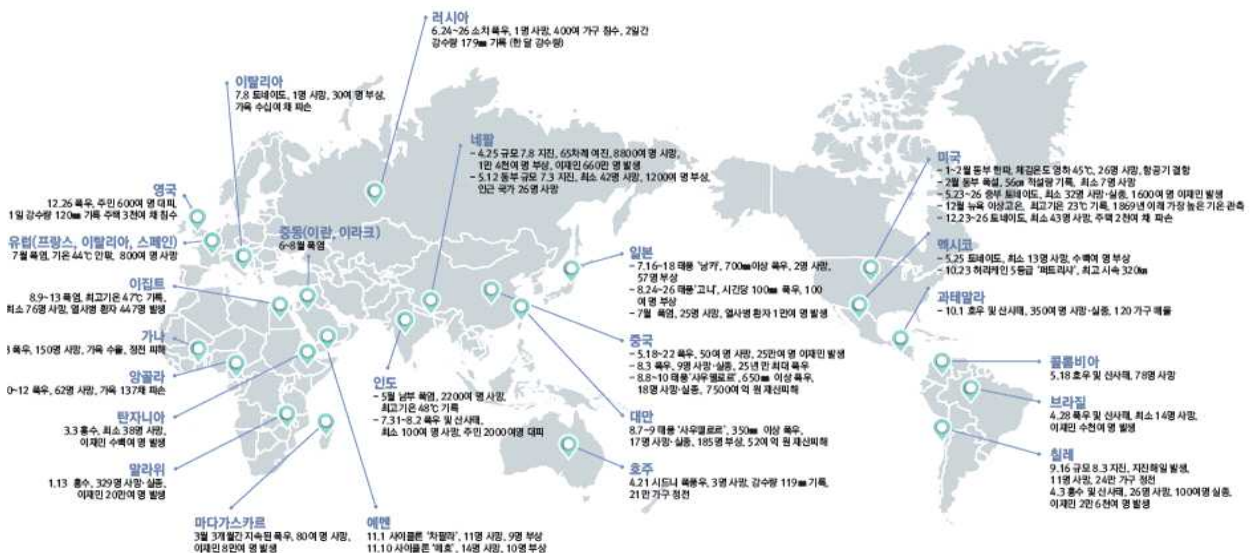 러시아
6.24~26 소치 폭우, 1명 사망, 400여 가구 침수, 2일간
강수량 179㎜ 기록 (한 달 강수량)
이탈리아
7.8 토네이도, 1명 사망, 30여 명 부상,
가옥 수십여 채 파손
네팔
- 4.25 규모 7.8 지진, 65차례 여진, 8800여 명 사망,
1만 4천여 명 부상, 이재민 660만 명 발생
- 5.12 동부 규모 7.3 지진, 최소 42명 사망, 1200여 명 부상,
인근 국가 26명 사망
미국
- 1~2월 동부 한파, 체감온도 영하 45℃, 26명 사망, 항공기 결항
- 2월 동부 폭설, 56㎝ 적설량 기록, 최소 7명 사망
- 5.23~26 중부 토네이도, 최소 32명 사망·실종, 1600여 명 이재민 발생
- 12월 뉴욕 이상고온, 최고기온 23℃ 기록, 1869년 이래 가장 높은 기온 관측
- 12.23~26 토네이도, 최소 43명 사망, 주택 2천여 채 파손
영국
12.26 폭우, 주민 600여 명 대피,
1일 강수량 120㎜ 기록 주택 3천여 채 침수
유럽(프랑스, 이탈리아, 스페인)
7월 폭염, 기온 44℃ 안팎, 800여 명 사망
중동(이란, 이라크)
6~8월 폭염
일본
- 7.16~18 태풍 '낭카', 700㎜이상 폭우, 2명 사망,
57명 부상
- 8.24~26 태풍'고니', 시간당 100㎜ 폭우, 100
여 명 부상
- 7월 폭염, 25명 사망, 열사병 환자 1만여 명 발생
멕시코
- 5.25 토네이도, 최소 13명 사망, 수백여 명 부상
- 10.23 허리케인 5등급 '퍼트리샤', 최고 시속 320㎞
이집트
8.9~13 폭염, 최고기온 47℃ 기록,
최소 76명 사망, 열사병 환자 447명 발생
과테말라
- 10.1 호우 및 산사태, 350여 명 사망·실종, 120 가구 매몰
가나
폭우, 150명 사망, 가옥 수몰, 정전 피해
중국
- 5.18~22 폭우, 50여 명 사망, 25만여 명 이재민 발생
- 8.3 폭우, 9명 사망·실종, 25년 만 최대 폭우
- 8.8~10 태풍'사우델로르', 650㎜ 이상 폭우,
18명 사망·실종, 7500여 억 원 재산피해
콜롬비아
5.18 호우 및 산사태, 78명 사망
앙골라
0~12 폭우, 62명 사망, 가옥 137채 파손
인도
- 5월 남부 폭염, 2200여 명 사망,
최고기온 48℃ 기록
- 7.31~8.2 폭우 및 산사태,
최소 100여 명 사망, 주민 2000여명 대피
브라질
4.28 폭우 및 산사태, 최소 14명 사망,
이재민 수천여 명 발생
탄자니아
3.3 홍수, 최소 38명 사망,
이재민 수백여 명 발생
대만
8.7~9 태풍 '사우델로르', 350㎜ 이상 폭우,
17명 사망·실종, 185명 부상, 52여 억 원 재산피해
칠레
9.16 규모 8.3 지진, 지진해일 발생,
11명 사망, 24만 가구 정전
4.3 홍수 및 산사태, 26명 사망, 100여명 실종,
이재민 2만 6천여 명 발생
말라위
1.13 홍수, 329명 사망·실종,
이재민 20만여 명 발생
호주
4.21 시드니 폭풍우, 3명 사망, 강수량 119㎜ 기록,
21만 가구 정전
마다가스카르
3월 3개월간 지속된 폭우, 80여 명 사망,
이재민 8만여 명 발생
예멘
11.1 사이클론 '차팔라', 11명 사망, 9명 부상
11.10 사이클론 '메흐', 14명 사망, 10명 부상